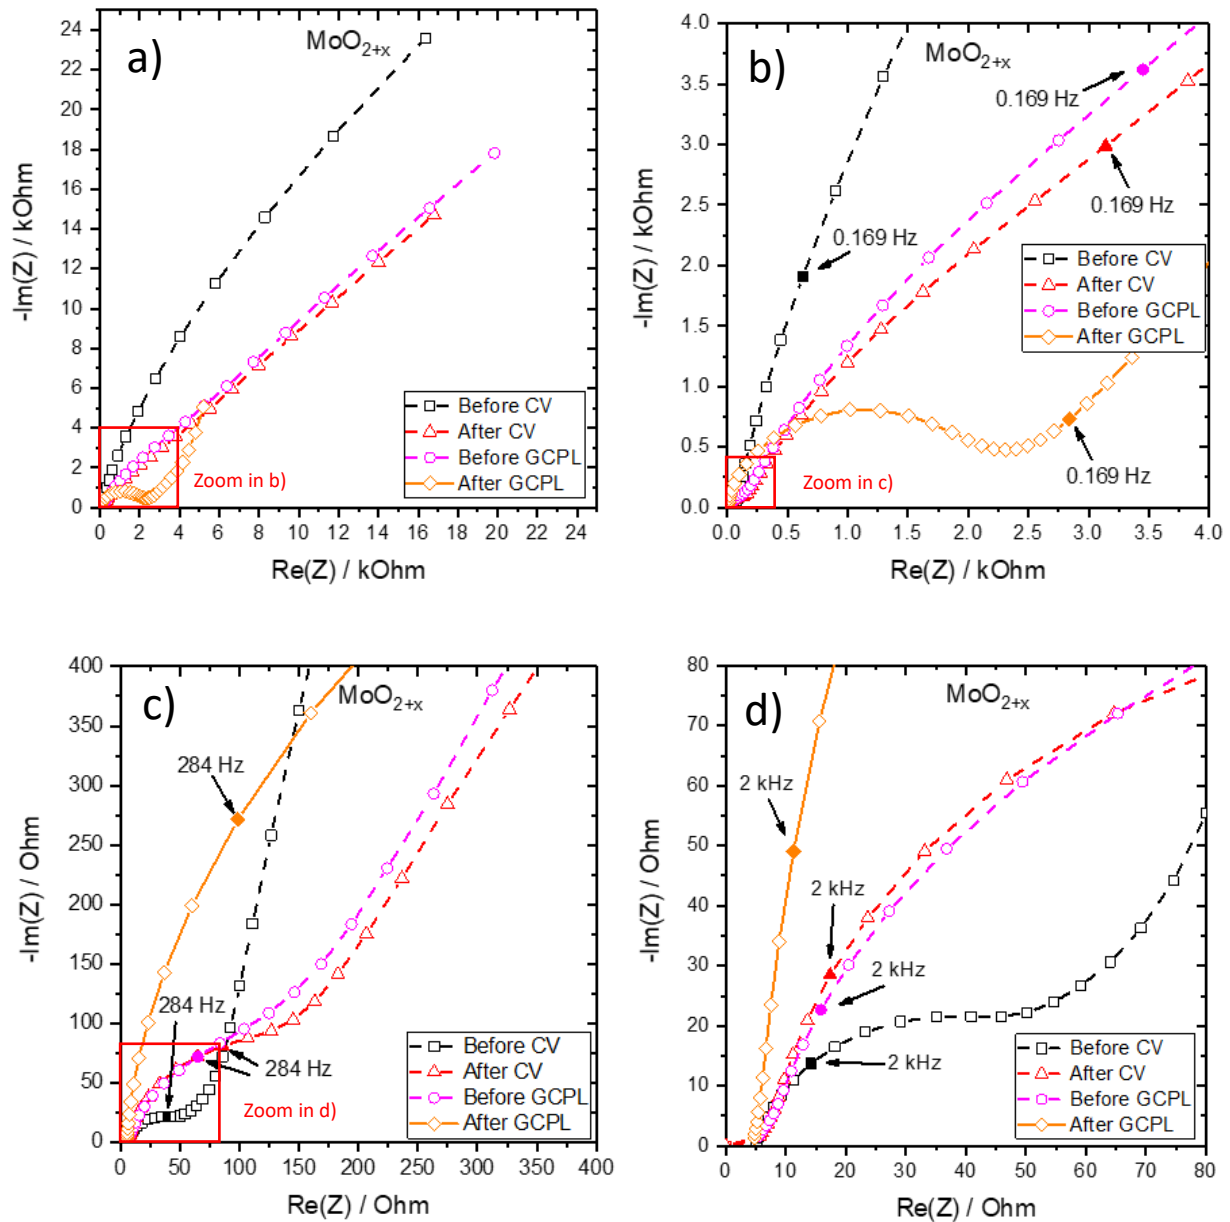 a)
MoO2+x
24
22
20
18
16
14
12
10
8
6
4
2
0
-Im(Z) / kOhm
Before CV
After CV
Before GCPL
After GCPL
Zoom in b)
0 2 4 6 8 10 12 14 16 18 20 22 24
Re(Z) / kOhm
b)
MoO2+x
4.0
3.5
3.0
2.5
2.0
1.5
1.0
0.5
0.0
-Im(Z) / kOhm
0.169 Hz
0.169 Hz
0.169 Hz
Before CV
After CV
Before GCPL
After GCPL
Zoom in c)
0.169 Hz
0.0 0.5 1.0 1.5 2.0 2.5 3.0 3.5 4.0
Re(Z) / kOhm
c)
MoO2+x
400
350
300
250
200
150
100
50
0
-Im(Z) / Ohm
284 Hz
284 Hz
284 Hz
Before CV
After CV
Before GCPL
After GCPL
Zoom in d)
0 50 100 150 200 250 300 350 400
Re(Z) / Ohm
d)
MoO2+x
80
70
60
50
40
30
20
10
0
-Im(Z) / Ohm
2 kHz
2 kHz
2 kHz
2 kHz
Before CV
After CV
Before GCPL
After GCPL
0 10 20 30 40 50 60 70 80
Re(Z) / Ohm